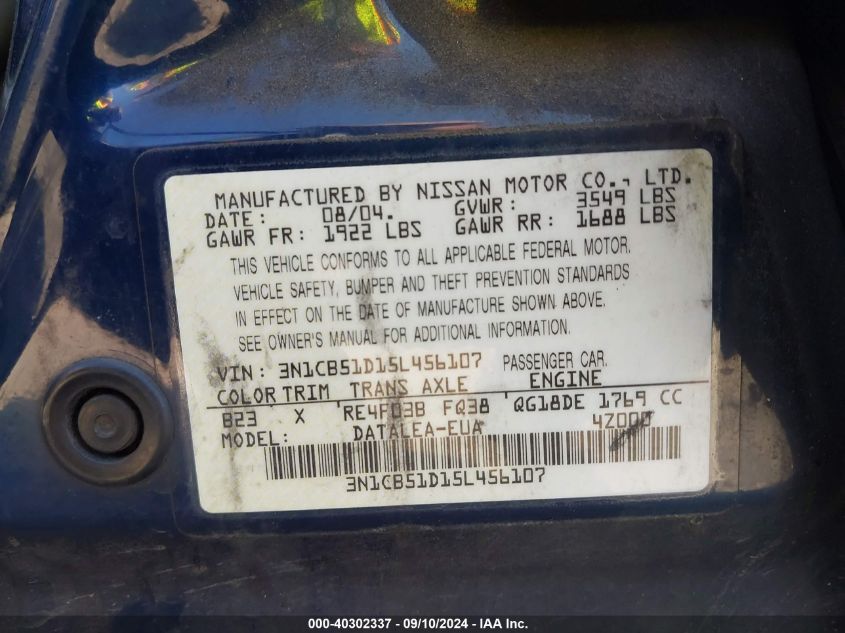 MANUFACTURED BY NISSAN MOTOR CO., LTD.
DATE: 08/04. GVWR: 3549 LBS
GAWR FR: 1922 LBS GAWR RR: 1688 LBS
THIS VEHICLE CONFORMS TO ALL APPLICABLE FEDERAL MOTOR.
VEHICLE SAFETY, BUMPER AND THEFT PREVENTION STANDARDS
IN EFFECT ON THE DATE OF MANUFACTURE SHOWN ABOVE.
SEE OWNER'S MANUAL FOR ADDITIONAL INFORMATION.
VIN: 3N1CB51D15L456107 PASSENGER CAR.
COLOR TRIM TRANS AXLE ENGINE
B23 X RE4F03B FQ38 QG18DE 1769 CC
MODEL: DATALEA-EUA 4Z000
3N1CB51D15L456107
000-40302337 - 09/10/2024 - IAA Inc.